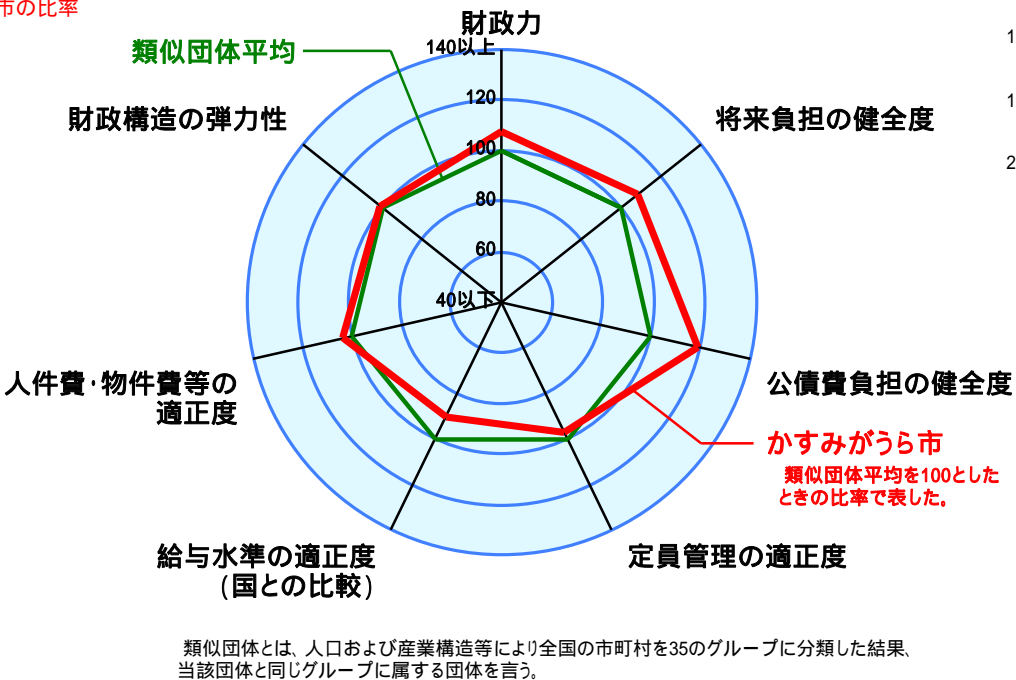 市の比率
財政力
140以上
類似団体平均
120
財政構造の弾力性
将来負担の健全度
100
80
60
40以下
人件費・物件費等の
適正度
公債費負担の健全度
かすみがうら市
類似団体平均を100とした
ときの比率で表した。
給与水準の適正度
(国との比較)
定員管理の適正度
類似団体とは、人口および産業構造等により全国の市町村を35のグループに分類した結果、
当該団体と同じグループに属する団体を言う。
1
1
2